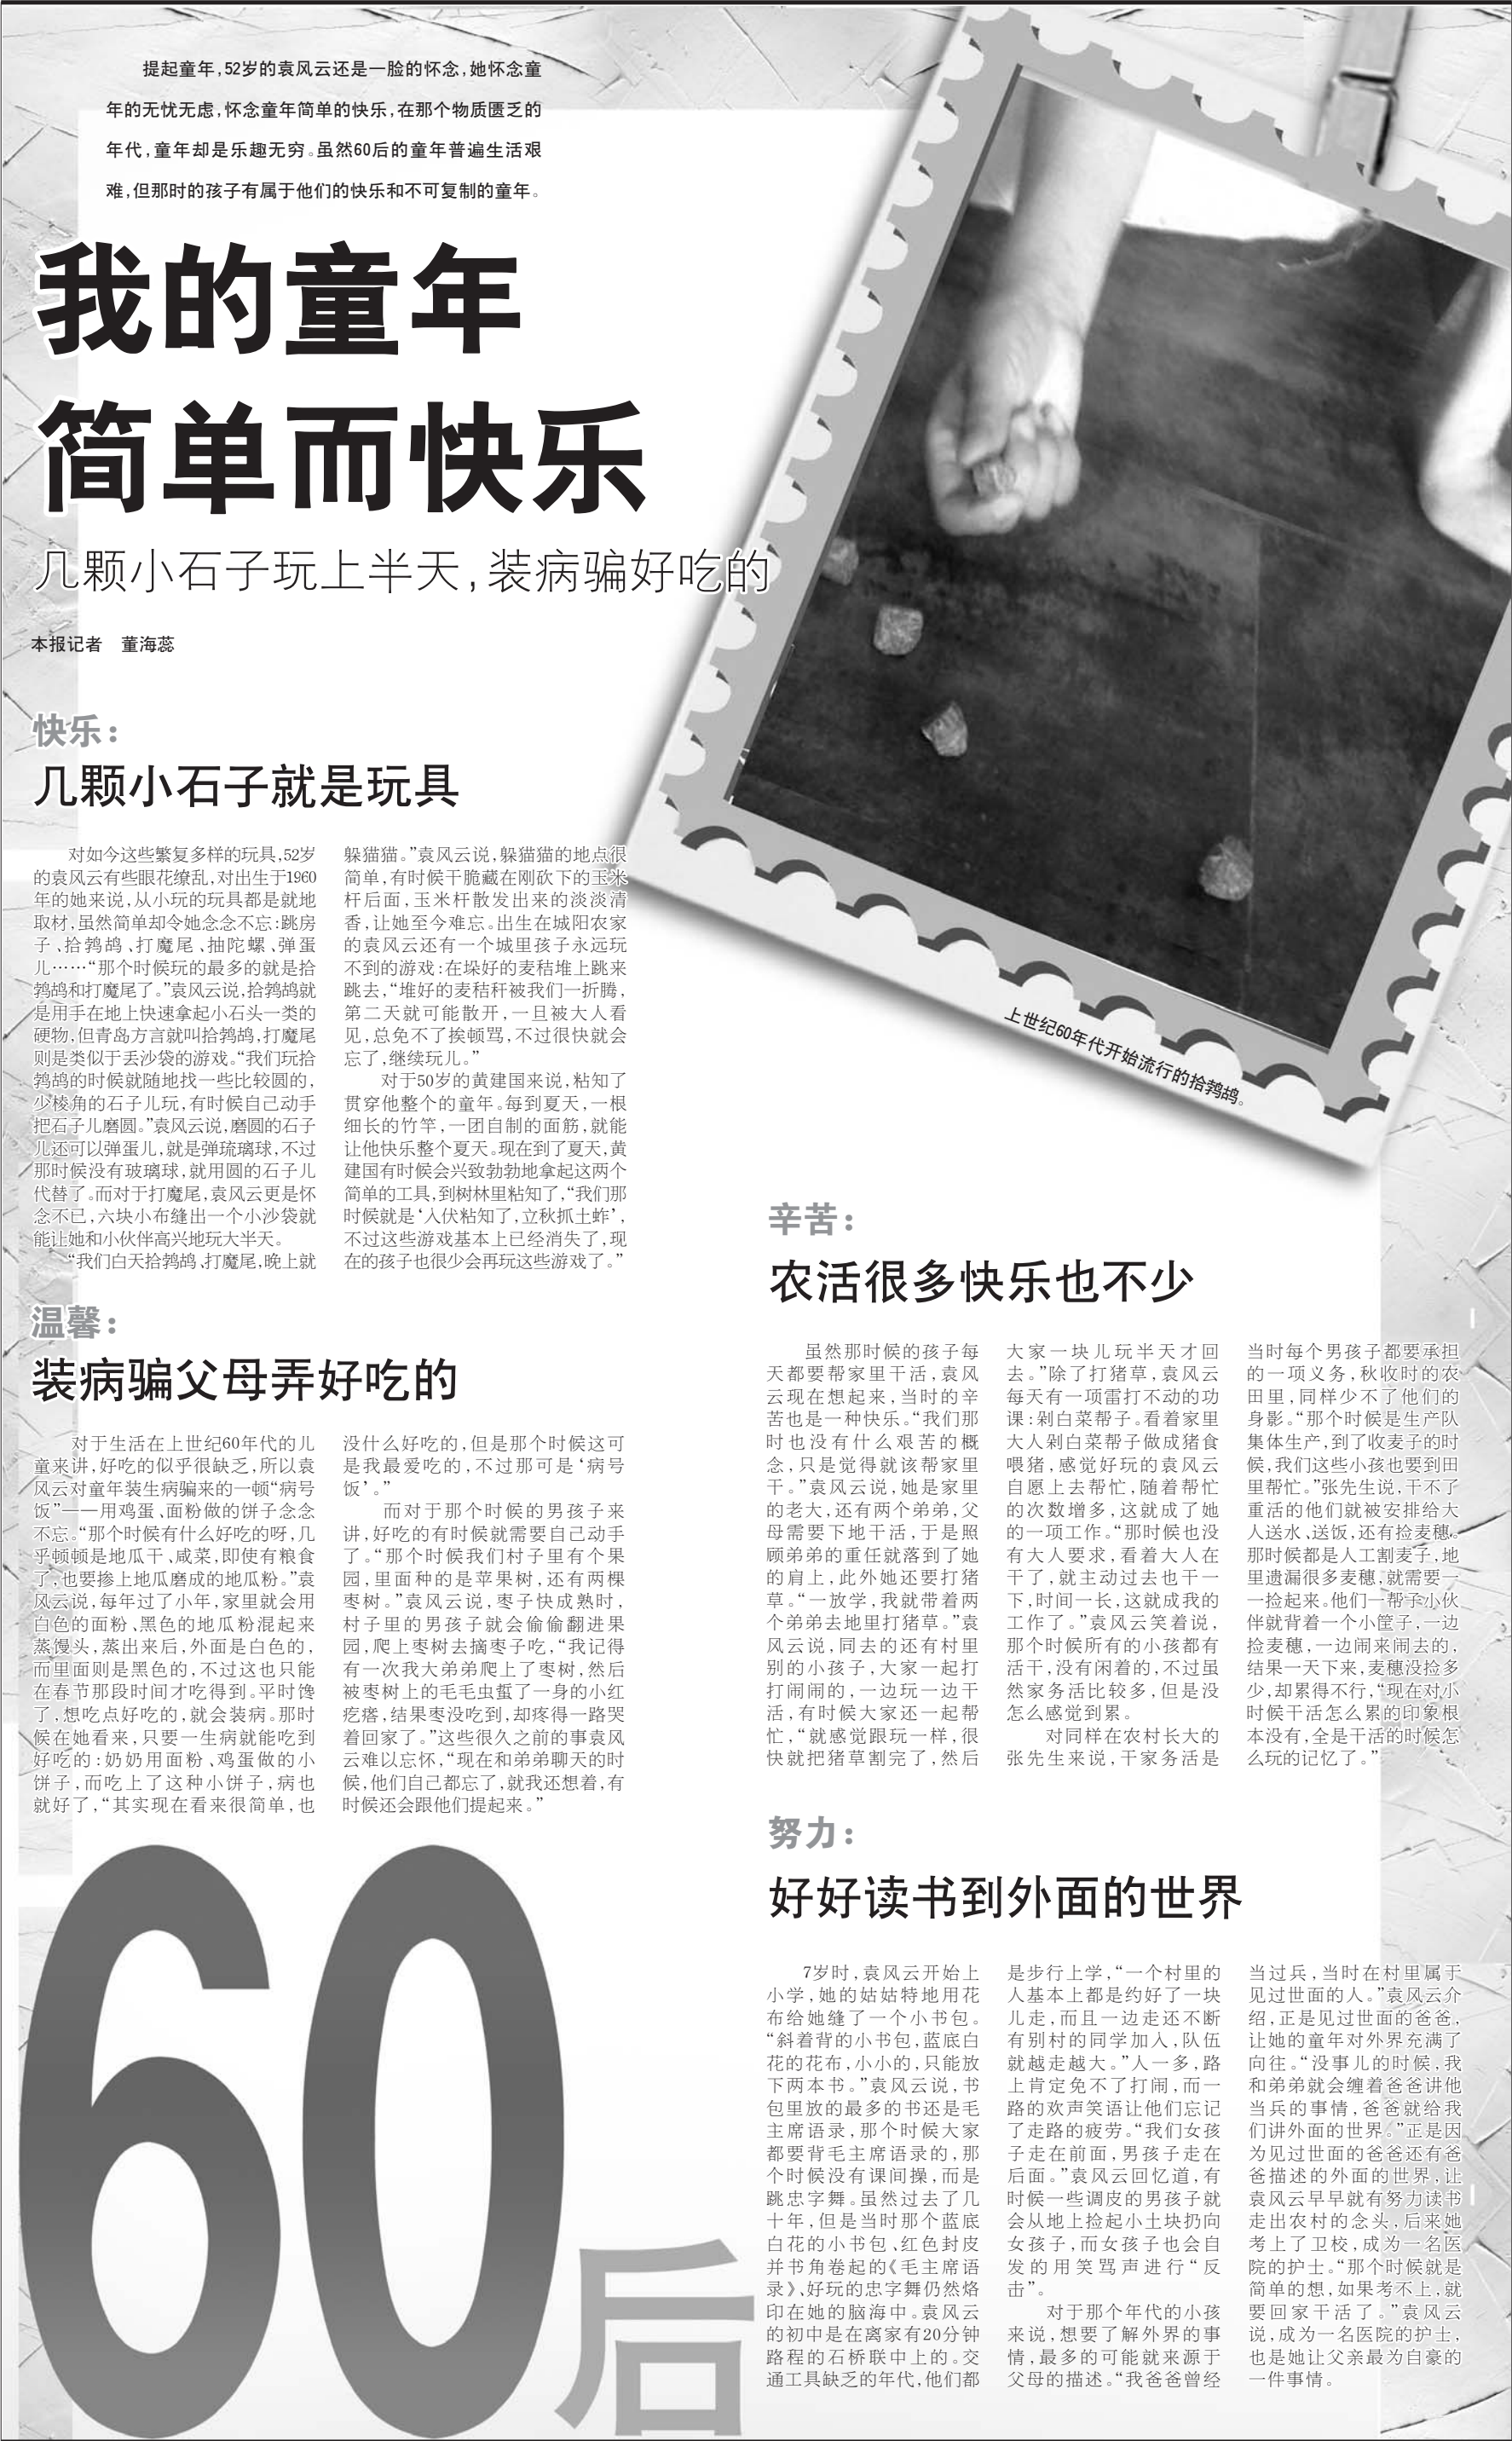 提起童年，52岁的袁风云还是一脸的怀念，她怀念童
年的无忧无虑，怀念童年简单的快乐，在那个物质匮乏的
年代，童年却是乐趣无穷。虽然60后的童年普遍生活艰
难，但那时的孩子有属于他们的快乐和不可复制的童年。
我的童年
简单而快乐
几颗小石子玩上半天，装病骗好吃的
本报记者　董海蕊
快乐：
几颗小石子就是玩具
对如今这些繁复多样的玩具，52岁
的袁风云有些眼花缭乱，对出生于1960
年的她来说，从小玩的玩具都是就地
取材，虽然简单却令她念念不忘：跳房
子、拾鹁鸪、打魔尾、抽陀螺、弹蛋
儿……“那个时候玩的最多的就是拾
鹁鸪和打魔尾了。”袁风云说，拾鹁鸪就
是用手在地上快速拿起小石头一类的
硬物，但青岛方言就叫拾鹁鸪，打魔尾
则是类似于丢沙袋的游戏。“我们玩拾
鹁鸪的时候就随地找一些比较圆的，
少棱角的石子儿玩，有时候自己动手
把石子儿磨圆。”袁风云说，磨圆的石子
儿还可以弹蛋儿，就是弹琉璃球，不过
那时候没有玻璃球，就用圆的石子儿
代替了。而对于打魔尾，袁风云更是怀
念不已，六块小布缝出一个小沙袋就
能让她和小伙伴高兴地玩大半天。
“我们白天拾鹁鸪、打魔尾，晚上就
躲猫猫。”袁风云说，躲猫猫的地点很
简单，有时候干脆藏在刚砍下的玉米
杆后面，玉米杆散发出来的淡淡清
香，让她至今难忘。出生在城阳农家
的袁风云还有一个城里孩子永远玩
不到的游戏：在垛好的麦秸堆上跳来
跳去，“堆好的麦秸秆被我们一折腾，
第二天就可能散开，一旦被大人看
见，总免不了挨顿骂，不过很快就会
忘了，继续玩儿。”
对于50岁的黄建国来说，粘知了
贯穿他整个的童年。每到夏天，一根
细长的竹竿，一团自制的面筋，就能
让他快乐整个夏天。现在到了夏天，黄
建国有时候会兴致勃勃地拿起这两个
简单的工具，到树林里粘知了，“我们那
时候就是‘入伏粘知了，立秋抓土蚱’，
不过这些游戏基本上已经消失了，现
在的孩子也很少会再玩这些游戏了。”
上世纪60年代开始流行的拾鹁鸪。
温馨：
装病骗父母弄好吃的
对于生活在上世纪60年代的儿
童来讲，好吃的似乎很缺乏，所以袁
风云对童年装生病骗来的一顿“病号
饭”——用鸡蛋、面粉做的饼子念念
不忘。“那个时候有什么好吃的呀，几
乎顿顿是地瓜干、咸菜，即使有粮食
了，也要掺上地瓜磨成的地瓜粉。”袁
风云说，每年过了小年，家里就会用
白色的面粉、黑色的地瓜粉混起来
蒸馒头，蒸出来后，外面是白色的，
而里面则是黑色的，不过这也只能
在春节那段时间才吃得到。平时馋
了，想吃点好吃的，就会装病。那时
候在她看来，只要一生病就能吃到
好吃的：奶奶用面粉、鸡蛋做的小
饼子，而吃上了这种小饼子，病也
就好了，“其实现在看来很简单，也
没什么好吃的，但是那个时候这可
是我最爱吃的，不过那可是‘病号
饭’。”
而对于那个时候的男孩子来
讲，好吃的有时候就需要自己动手
了。“那个时候我们村子里有个果
园，里面种的是苹果树，还有两棵
枣树。”袁风云说，枣子快成熟时，
村子里的男孩子就会偷偷翻进果
园，爬上枣树去摘枣子吃，“我记得
有一次我大弟弟爬上了枣树，然后
被枣树上的毛毛虫蜇了一身的小红
疙瘩，结果枣没吃到，却疼得一路哭
着回家了。”这些很久之前的事袁风
云难以忘怀，“现在和弟弟聊天的时
候，他们自己都忘了，就我还想着，有
时候还会跟他们提起来。”
60后
辛苦：
农活很多快乐也不少
虽然那时候的孩子每
天都要帮家里干活，袁风
云现在想起来，当时的辛
苦也是一种快乐。“我们那
时也没有什么艰苦的概
念，只是觉得就该帮家里
干。”袁风云说，她是家里
的老大，还有两个弟弟，父
母需要下地干活，于是照
顾弟弟的重任就落到了她
的肩上，此外她还要打猪
草。“一放学，我就带着两
个弟弟去地里打猪草。”袁
风云说，同去的还有村里
别的小孩子，大家一起打
打闹闹的，一边玩一边干
活，有时候大家还一起帮
忙，“就感觉跟玩一样，很
快就把猪草割完了，然后
大家一块儿玩半天才回
去。”除了打猪草，袁风云
每天有一项雷打不动的功
课：剁白菜帮子。看着家里
大人剁白菜帮子做成猪食
喂猪，感觉好玩的袁风云
自愿上去帮忙，随着帮忙
的次数增多，这就成了她
的一项工作。“那时候也没
有大人要求，看着大人在
干了，就主动过去也干一
下，时间一长，这就成我的
工作了。”袁风云笑着说，
那个时候所有的小孩都有
活干，没有闲着的，不过虽
然家务活比较多，但是没
怎么感觉到累。
对同样在农村长大的
张先生来说，干家务活是
当时每个男孩子都要承担
的一项义务，秋收时的农
田里，同样少不了他们的
身影。“那个时候是生产队
集体生产，到了收麦子的时
候，我们这些小孩也要到田
里帮忙。”张先生说，干不了
重活的他们就被安排给大
人送水、送饭，还有捡麦穗。
那时候都是人工割麦子，地
里遗漏很多麦穗，就需要一
一捡起来。他们一帮子小伙
伴就背着一个小筐子，一边
捡麦穗，一边闹来闹去的，
结果一天下来，麦穗没捡多
少，却累得不行，“现在对小
时候干活怎么累的印象根
本没有，全是干活的时候怎
么玩的记忆了。”
努力：
好好读书到外面的世界
7岁时，袁风云开始上
小学，她的姑姑特地用花
布给她缝了一个小书包。
“斜着背的小书包，蓝底白
花的花布，小小的，只能放
下两本书。”袁风云说，书
包里放的最多的书还是毛
主席语录，那个时候大家
都要背毛主席语录的，那
个时候没有课间操，而是
跳忠字舞。虽然过去了几
十年，但是当时那个蓝底
白花的小书包、红色封皮
并书角卷起的《毛主席语
录》、好玩的忠字舞仍然烙
印在她的脑海中。袁风云
的初中是在离家有20分钟
路程的石桥联中上的。交
通工具缺乏的年代，他们都
是步行上学，“一个村里的
人基本上都是约好了一块
儿走，而且一边走还不断
有别村的同学加入，队伍
就越走越大。”人一多，路
上肯定免不了打闹，而一
路的欢声笑语让他们忘记
了走路的疲劳。“我们女孩
子走在前面，男孩子走在
后面。”袁风云回忆道，有
时候一些调皮的男孩子就
会从地上捡起小土块扔向
女孩子，而女孩子也会自
发的用笑骂声进行“反
击”。
对于那个年代的小孩
来说，想要了解外界的事
情，最多的可能就来源于
父母的描述。“我爸爸曾经
当过兵，当时在村里属于
见过世面的人。”袁风云介
绍，正是见过世面的爸爸，
让她的童年对外界充满了
向往。“没事儿的时候，我
和弟弟就会缠着爸爸讲他
当兵的事情，爸爸就给我
们讲外面的世界。”正是因
为见过世面的爸爸还有爸
爸描述的外面的世界，让
袁风云早早就有努力读书
走出农村的念头，后来她
考上了卫校，成为一名医
院的护士。“那个时候就是
简单的想，如果考不上，就
要回家干活了。”袁风云
说，成为一名医院的护士，
也是她让父亲最为自豪的
一件事情。